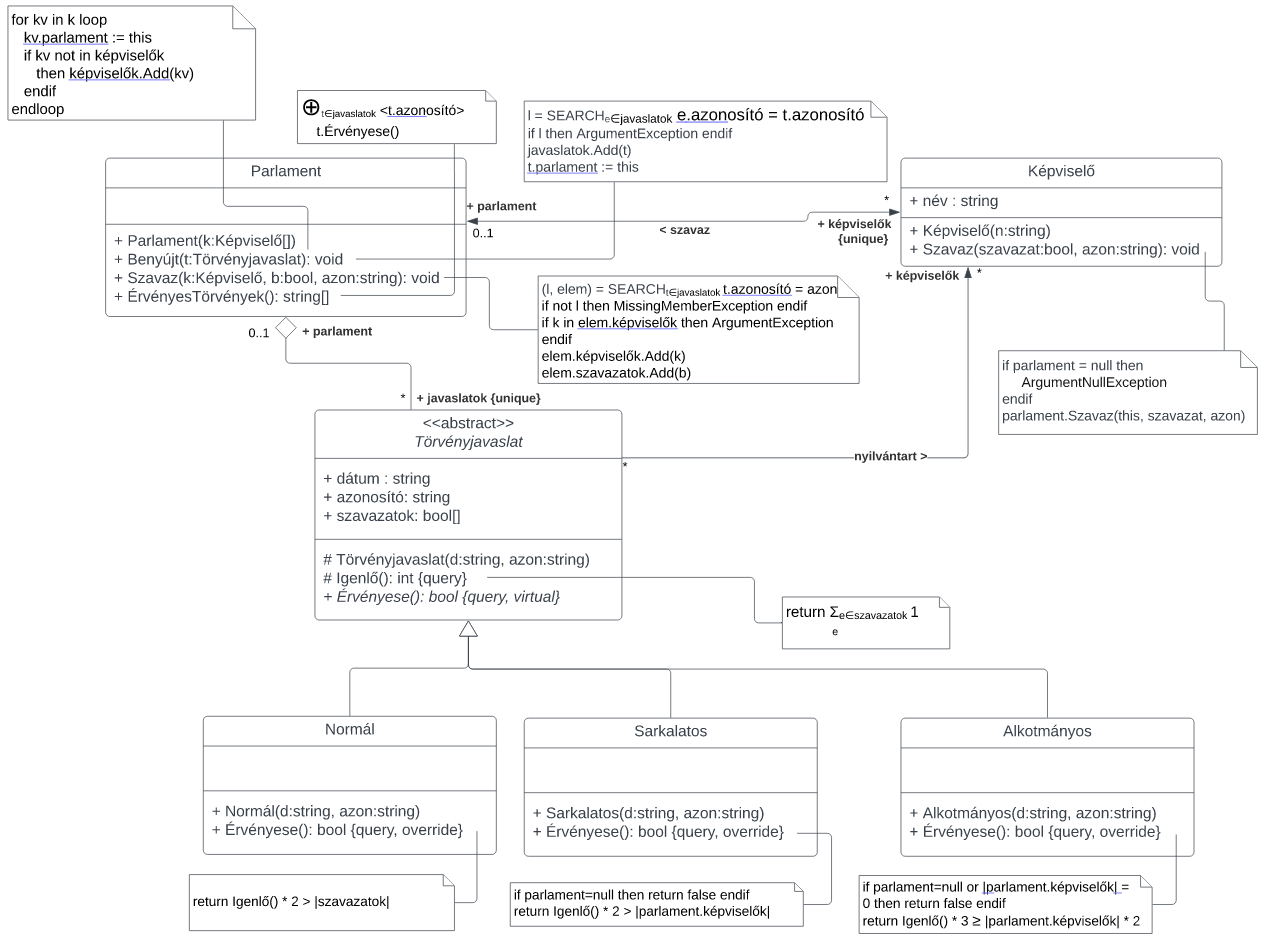 for kv in k loop
kv.parlament := this
if kv not in képviselők
then képviselők.Add(kv)
endif
endloop
⊕t∈javaslatok <t.azonosító>
t.Érvényese()
l = SEARCHe∈javaslatok e.azonosító = t.azonosító
if l then ArgumentException endif
javaslatok.Add(t)
t.parlament := this
Parlament
+ Parlament(k:Képviselő[])
+ Benyújt(t:Törvényjavaslat): void
+ Szavaz(k:Képviselő, b:bool, azon:string): void
+ ÉrvényesTörvények(): string[]
+ parlament
0..1
< szavaz
*
+ képviselők
{unique}
Képviselő
+ név : string
+ Képviselő(n:string)
+ Szavaz(szavazat:bool, azon:string): void
+ képviselők
*
(l, elem) = SEARCHt∈javaslatok t.azonosító = azon
if not l then MissingMemberException endif
if k in elem.képviselők then ArgumentException
endif
elem.képviselők.Add(k)
elem.szavazatok.Add(b)
if parlament = null then
ArgumentNullException
endif
parlament.Szavaz(this, szavazat, azon)
0..1
+ parlament
*
+ javaslatok {unique}
<<abstract>>
Törvényjavaslat
+ dátum : string
+ azonosító: string
+ szavazatok: bool[]
# Törvényjavaslat(d:string, azon:string)
# Igenlő(): int {query}
+ Érvényese(): bool {query, virtual}
*
nyilvántart >
return Σe∈szavazatok 1
e
Normál
+ Normál(d:string, azon:string)
+ Érvényese(): bool {query, override}
Sarkalatos
+ Sarkalatos(d:string, azon:string)
+ Érvényese(): bool {query, override}
Alkotmányos
+ Alkotmányos(d:string, azon:string)
+ Érvényese(): bool {query, override}
return Igenlő() * 2 > |szavazatok|
if parlament=null then return false endif
return Igenlő() * 2 > |parlament.képviselők|
if parlament=null or |parlament.képviselők| =
0 then return false endif
return Igenlő() * 3 ≥ |parlament.képviselők| * 2